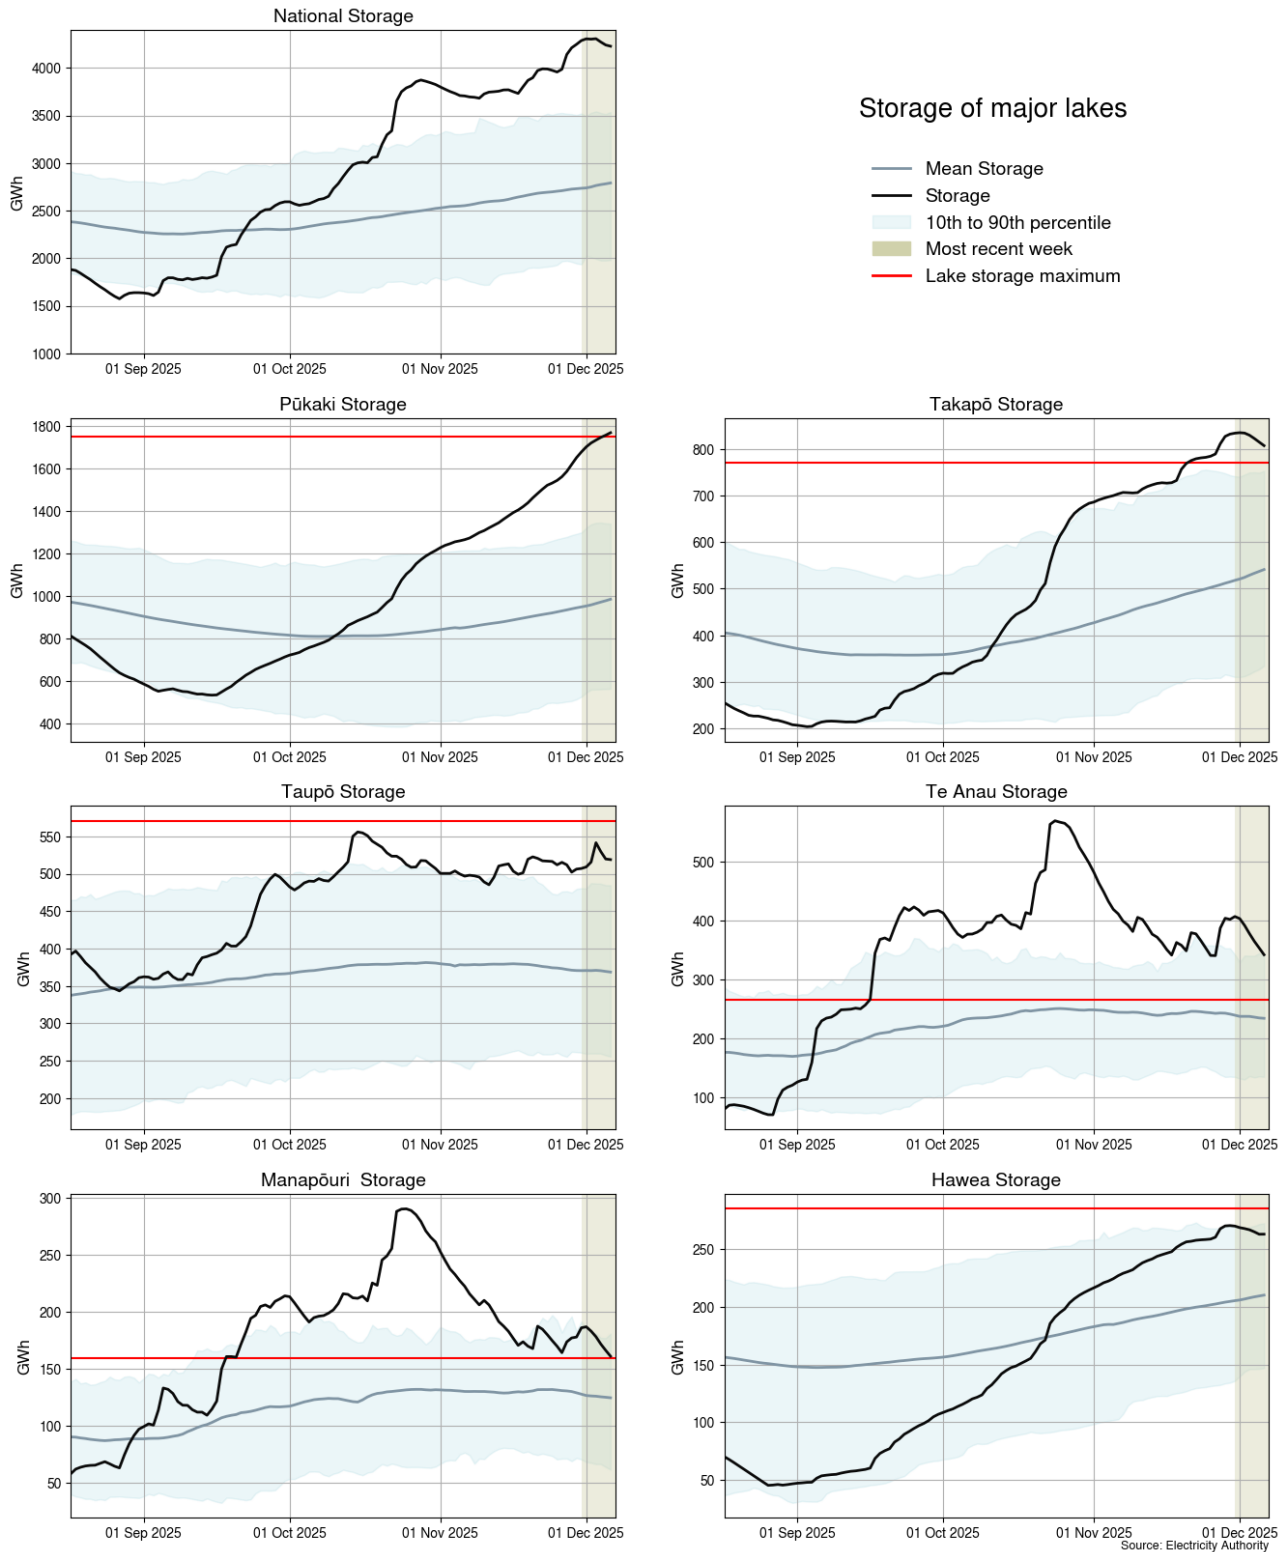 National Storage
GWh
4000
3500
3000
2500
2000
1500
1000
01 Sep 2025
01 Oct 2025
01 Nov 2025
01 Dec 2025
Storage of major lakes
Mean Storage
Storage
10th to 90th percentile
Most recent week
Lake storage maximum
Pūkaki Storage
GWh
1800
1600
1400
1200
1000
800
600
400
01 Sep 2025
01 Oct 2025
01 Nov 2025
01 Dec 2025
Takapō Storage
GWh
800
700
600
500
400
300
200
01 Sep 2025
01 Oct 2025
01 Nov 2025
01 Dec 2025
Taupō Storage
GWh
550
500
450
400
350
300
250
200
01 Sep 2025
01 Oct 2025
01 Nov 2025
01 Dec 2025
Te Anau Storage
GWh
500
400
300
200
100
01 Sep 2025
01 Oct 2025
01 Nov 2025
01 Dec 2025
Manapōuri  Storage
GWh
300
250
200
150
100
50
01 Sep 2025
01 Oct 2025
01 Nov 2025
01 Dec 2025
Hawea Storage
GWh
250
200
150
100
50
01 Sep 2025
01 Oct 2025
01 Nov 2025
01 Dec 2025
Source: Electricity Authority